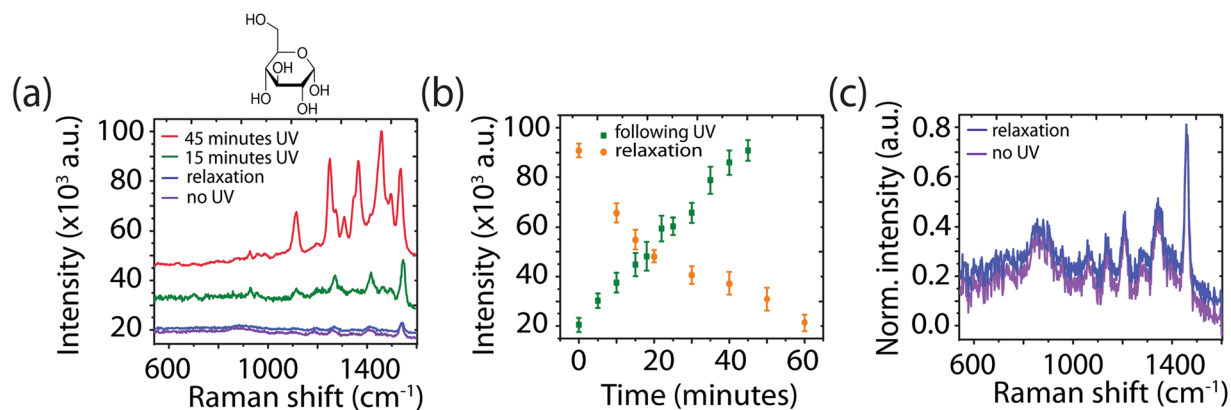 HO
O
OH
HO
HO
OH
OH
(a)
45 minutes UV
15 minutes UV
relaxation
no UV
100
80
60
40
20
Intensity (x10³ a.u.)
600
1000
1400
Raman shift (cm⁻¹)
(b)
following UV
relaxation
100
80
60
40
20
Intensity (x10³ a.u.)
0
20
40
60
Time (minutes)
(c)
relaxation
no UV
0.8
0.6
0.4
0.2
0.0
Norm. intensity (a.u.)
600
1000
1400
Raman shift (cm⁻¹)